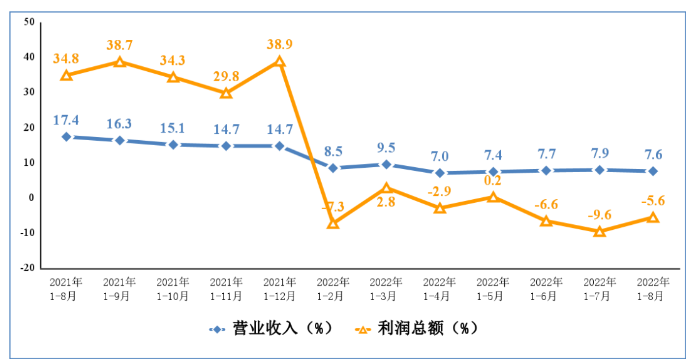 50
40
30
20
10
0
-10
-20
34.8
38.7
34.3
29.8
38.9
-7.3
2.8
-2.9
0.2
-6.6
-9.6
-5.6
17.4
16.3
15.1
14.7
14.7
8.5
9.5
7.0
7.4
7.7
7.9
7.6
2021年
1-8月
2021年
1-9月
2021年
1-10月
2021年
1-11月
2021年
1-12月
2022年
1-2月
2022年
1-3月
2022年
1-4月
2022年
1-5月
2022年
1-6月
2022年
1-7月
2022年
1-8月
营业收入（%）
利润总额（%）